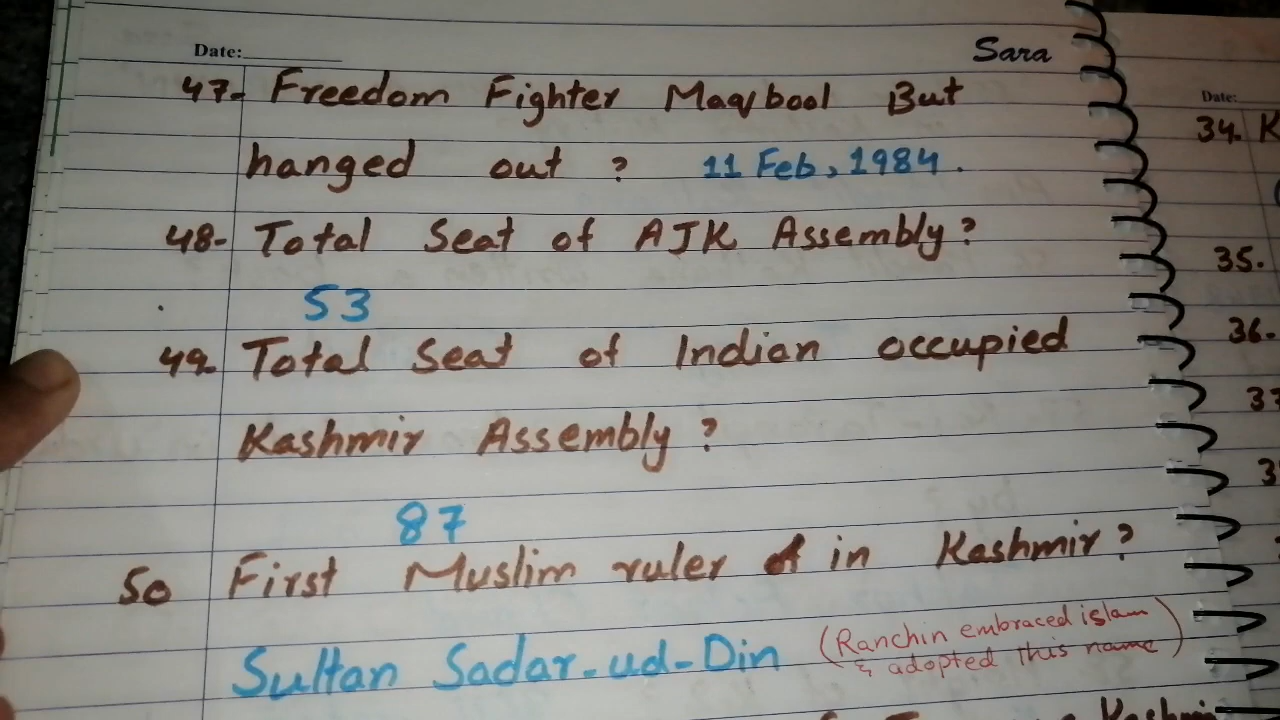 Date: Sara
47- Freedom Fighter Maqbool But
hanged out ? 11 Feb, 1984.
48- Total Seat of AJK Assembly?
53
49- Total Seat of Indian occupied
Kashmir Assembly?
87
50 First Muslim ruler of in Kashmir?
Sultan Sadar-ud-Din (Ranchin embraced islam
& adopted this name)
Date:
34. K
35.
36.